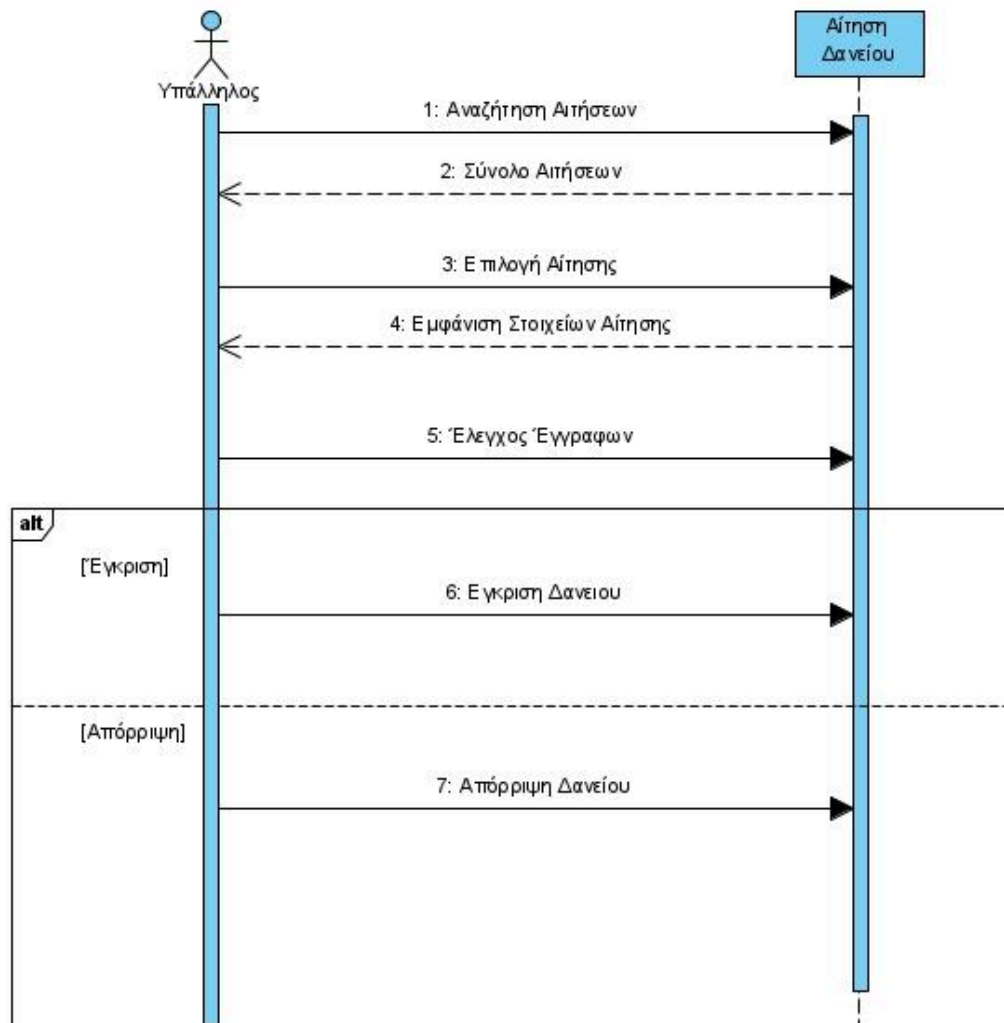 Υπάλληλος
Αίτηση
Δανείου
1: Αναζήτηση Αιτήσεων
2: Σύνολο Αιτήσεων
3: Επιλογή Αίτησης
4: Εμφάνιση Στοιχείων Αίτησης
5: Έλεγχος Έγγραφων
alt
[Έγκριση]
6: Εγκριση Δανειου
[Απόρριψη]
7: Απόρριψη Δανείου